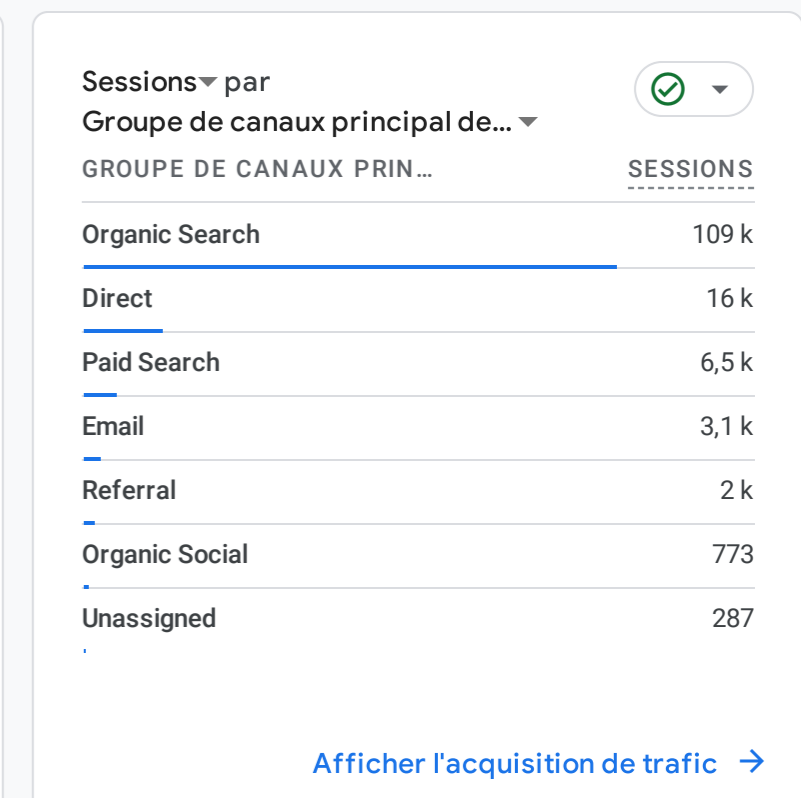 Sessions par
Groupe de canaux principal de...
GROUPE DE CANAUX PRIN... SESSIONS
Organic Search 109 k
Direct 16 k
Paid Search 6,5 k
Email 3,1 k
Referral 2 k
Organic Social 773
Unassigned 287
Afficher l'acquisition de trafic